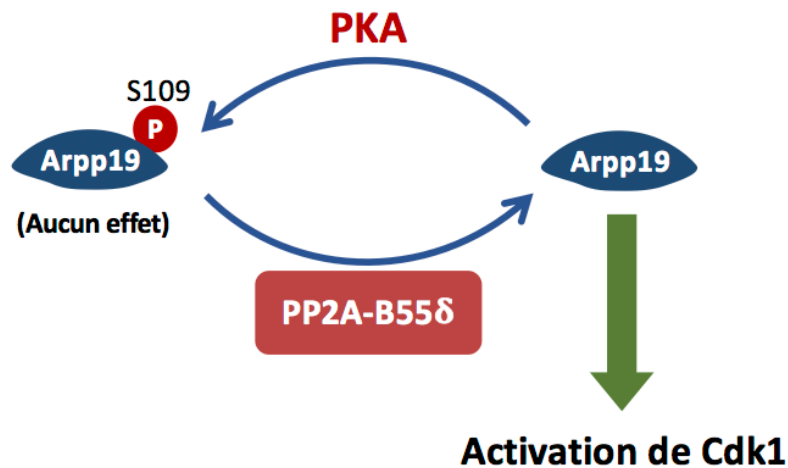 PKA
S109
P
Arpp19
Arpp19
(Aucun effet)
PP2A-B55δ
Activation de Cdk1